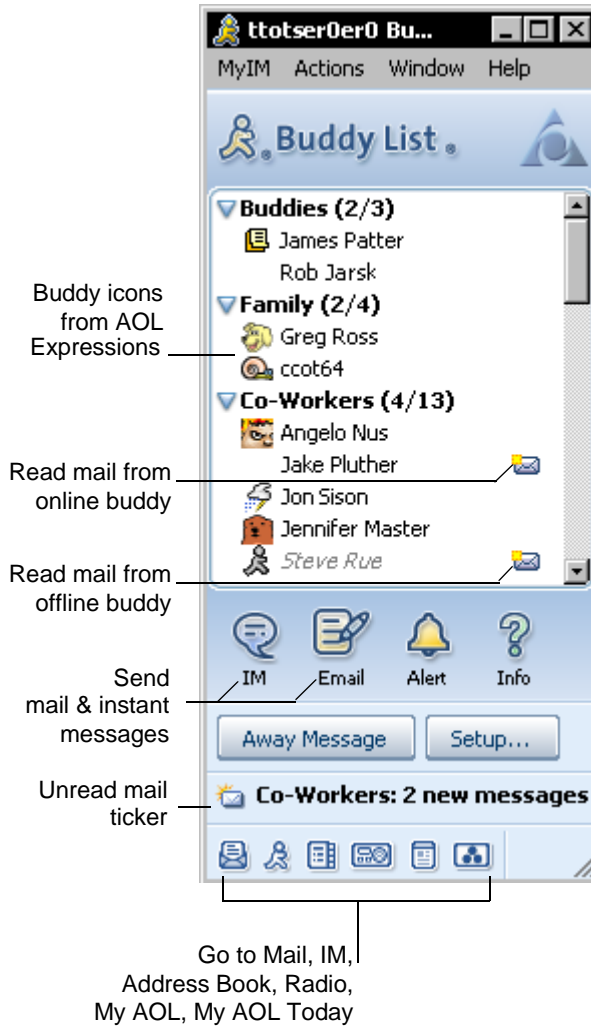 ttotser0er0 Bu...
MyIM Actions Window Help
Buddy List
Buddies (2/3)
James Patter
Rob Jarsk
Family (2/4)
Greg Ross
ccot64
Co-Workers (4/13)
Angelo Nus
Jake Pluther
Jon Sison
Jennifer Master
Steve Rue
IM Email Alert Info
Away Message Setup...
Co-Workers: 2 new messages
Buddy icons
from AOL
Expressions
Read mail from
online buddy
Read mail from
offline buddy
Send
mail & instant
messages
Unread mail
ticker
Go to Mail, IM,
Address Book, Radio,
My AOL, My AOL Today